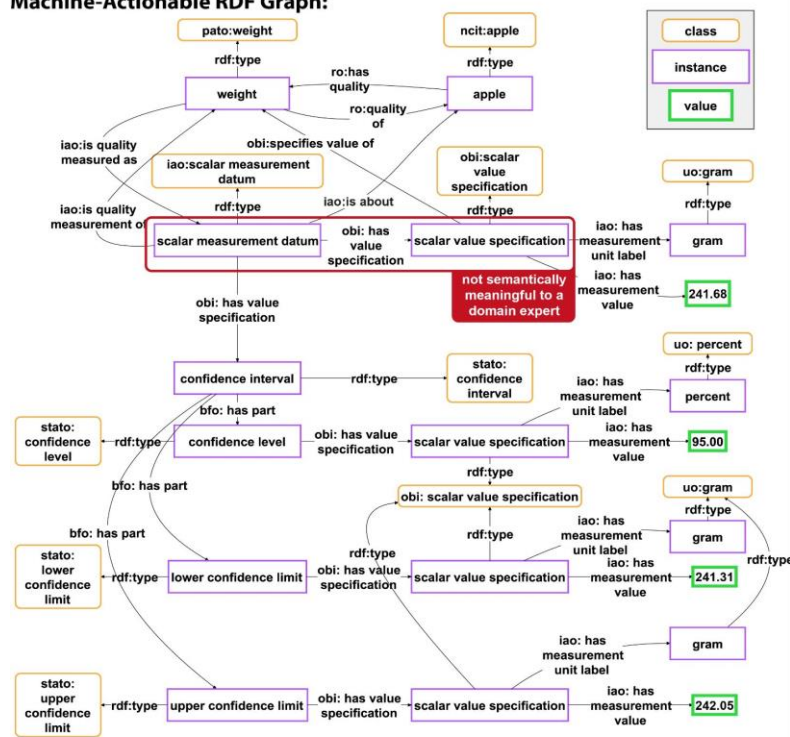 Machine-Actionable RDF Graph:
pato:weight
ncit:apple
class
instance
value
rdf:type
rdf:type
ro:has
quality
weight
apple
ro:quality
of
iao:is quality
measured as
obi:specifies value of
iao:scalar measurement
datum
obi:scalar
value
specification
uo:gram
rdf:type
iao:is quality
measurement of
rdf:type
iao:is about
rdf:type
scalar measurement datum
obi: has
value
specification
scalar value specification
iao: has
measurement
unit label
gram
not semantically
meaningful to a
domain expert
iao: has
measurement
value
241.68
obi: has value
specification
uo: percent
rdf:type
confidence interval
rdf:type
stato:
confidence
interval
iao: has
measurement
unit label
percent
bfo: has part
stato:
confidence
level
rdf:type
confidence level
obi: has value
specification
scalar value specification
iao: has
measurement
value
95.00
rdf:type
bfo: has part
obi: scalar value specification
uo:gram
rdf:type
bfo: has part
rdf:type
rdf:type
iao: has
measurement
unit label
gram
stato:
lower
confidence
limit
rdf:type
lower confidence limit
obi: has value
specification
scalar value specification
iao: has
measurement
value
241.31
rdf:type
iao: has
measurement
unit label
gram
stato:
upper
confidence
limit
rdf:type
upper confidence limit
obi: has value
specification
scalar value specification
iao: has
measurement
value
242.05